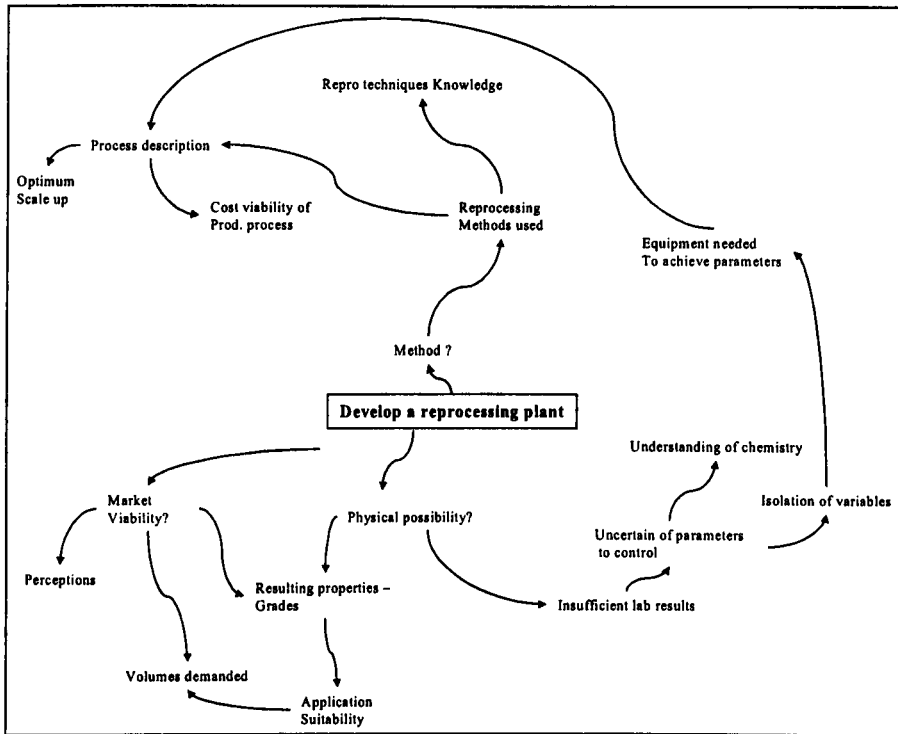 Repro techniques Knowledge
Process description
Optimum
Scale up
Cost viability of
Prod. process
Reprocessing
Methods used
Equipment needed
To achieve parameters
Method ?
Develop a reprocessing plant
Understanding of chemistry
Market
Viability?
Physical possibility?
Isolation of variables
Uncertain of parameters
to control
Perceptions
Resulting properties –
Grades
Insufficient lab results
Volumes demanded
Application
Suitability